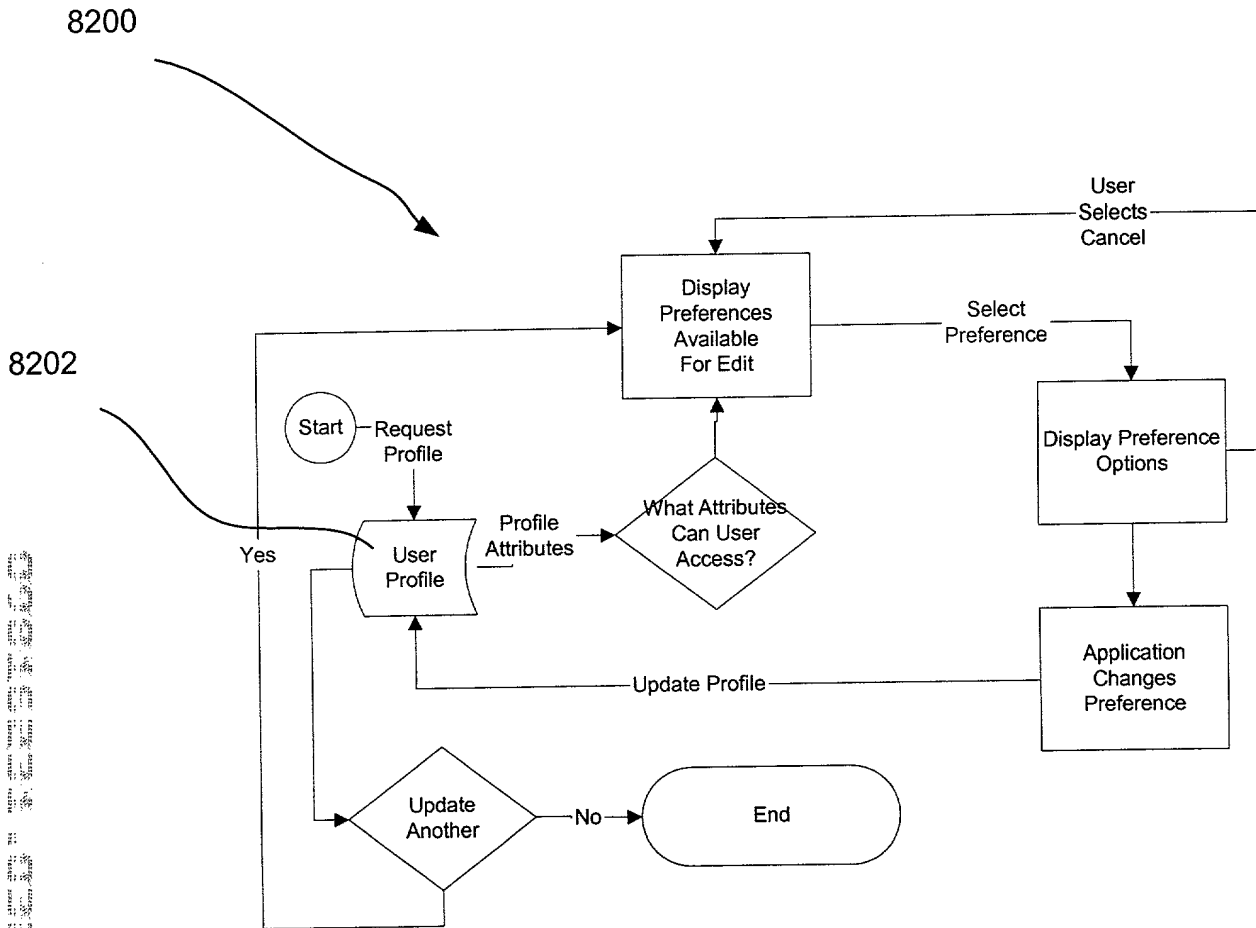 8200
User
Selects
Cancel
Display
Preferences
Available
For Edit
Select
Preference
8202
Start
Request
Profile
Display Preference
Options
What Attributes
Can User
Access?
Profile
Attributes
Yes
User
Profile
Application
Changes
Preference
Update Profile
Update
Another
No
End